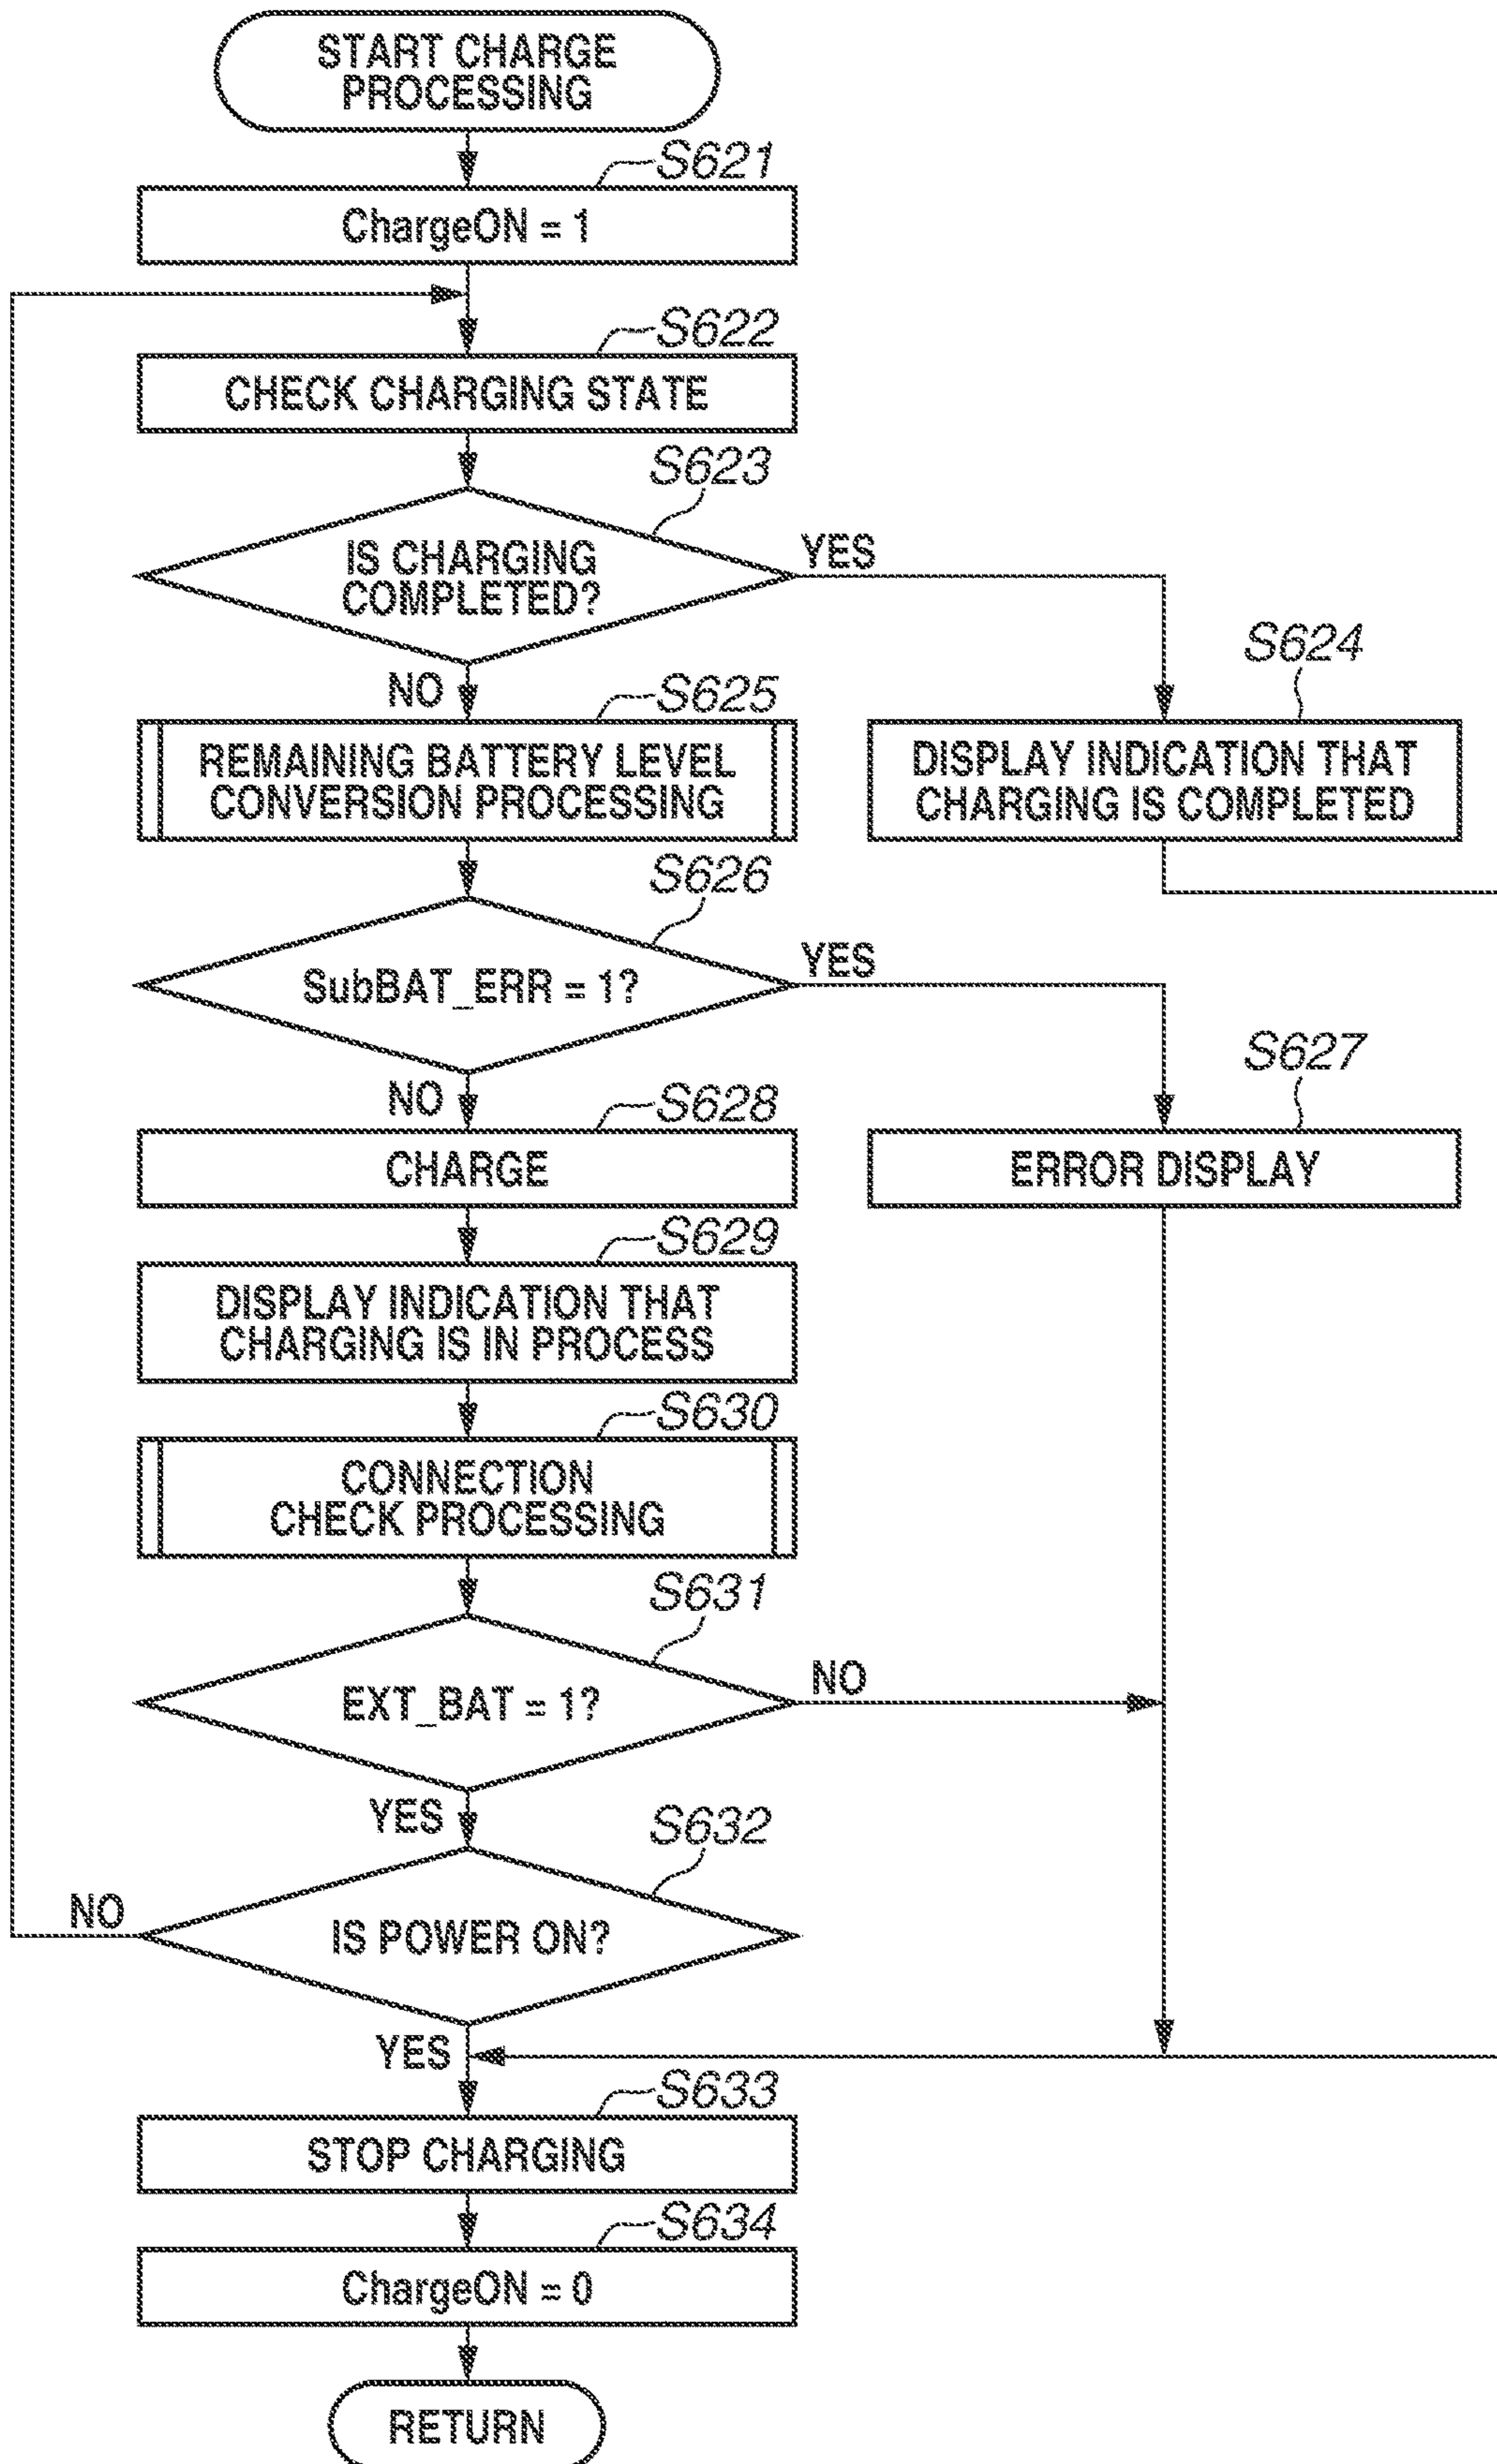 START CHARGE
PROCESSING
S621
ChargeON = 1
S622
CHECK CHARGING STATE
S623
IS CHARGING
COMPLETED?
YES
NO
S624
DISPLAY INDICATION THAT
CHARGING IS COMPLETED
S625
REMAINING BATTERY LEVEL
CONVERSION PROCESSING
S626
SubBAT_ERR = 1?
YES
NO
S627
ERROR DISPLAY
S628
CHARGE
S629
DISPLAY INDICATION THAT
CHARGING IS IN PROCESS
S630
CONNECTION
CHECK PROCESSING
S631
EXT_BAT = 1?
NO
YES
S632
IS POWER ON?
NO
YES
S633
STOP CHARGING
S634
ChargeON = 0
RETURN